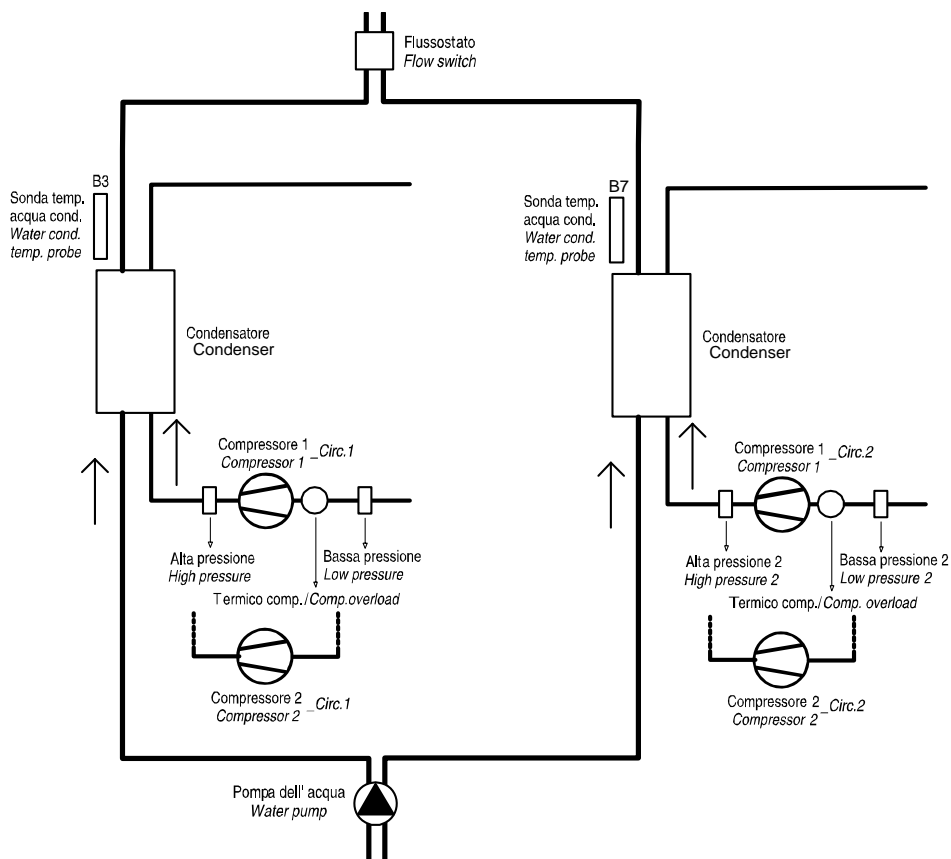 Flussostato
Flow switch
B3
Sonda temp.
acqua cond.
Water cond.
temp. probe
B7
Sonda temp.
acqua cond.
Water cond.
temp. probe
Condensatore
Condenser
Condensatore
Condenser
Compressore 1 _Circ.1
Compressor 1
Compressore 1 _Circ.2
Compressor 1
Alta pressione
High pressure
Bassa pressione
Low pressure
Termico comp./Comp.overload
Alta pressione 2
High pressure 2
Bassa pressione 2
Low pressure 2
Termico comp./Comp. overload
Compressore 2 _Circ.1
Compressor 2
Compressore 2 _Circ.2
Compressor 2
Pompa dell' acqua
Water pump